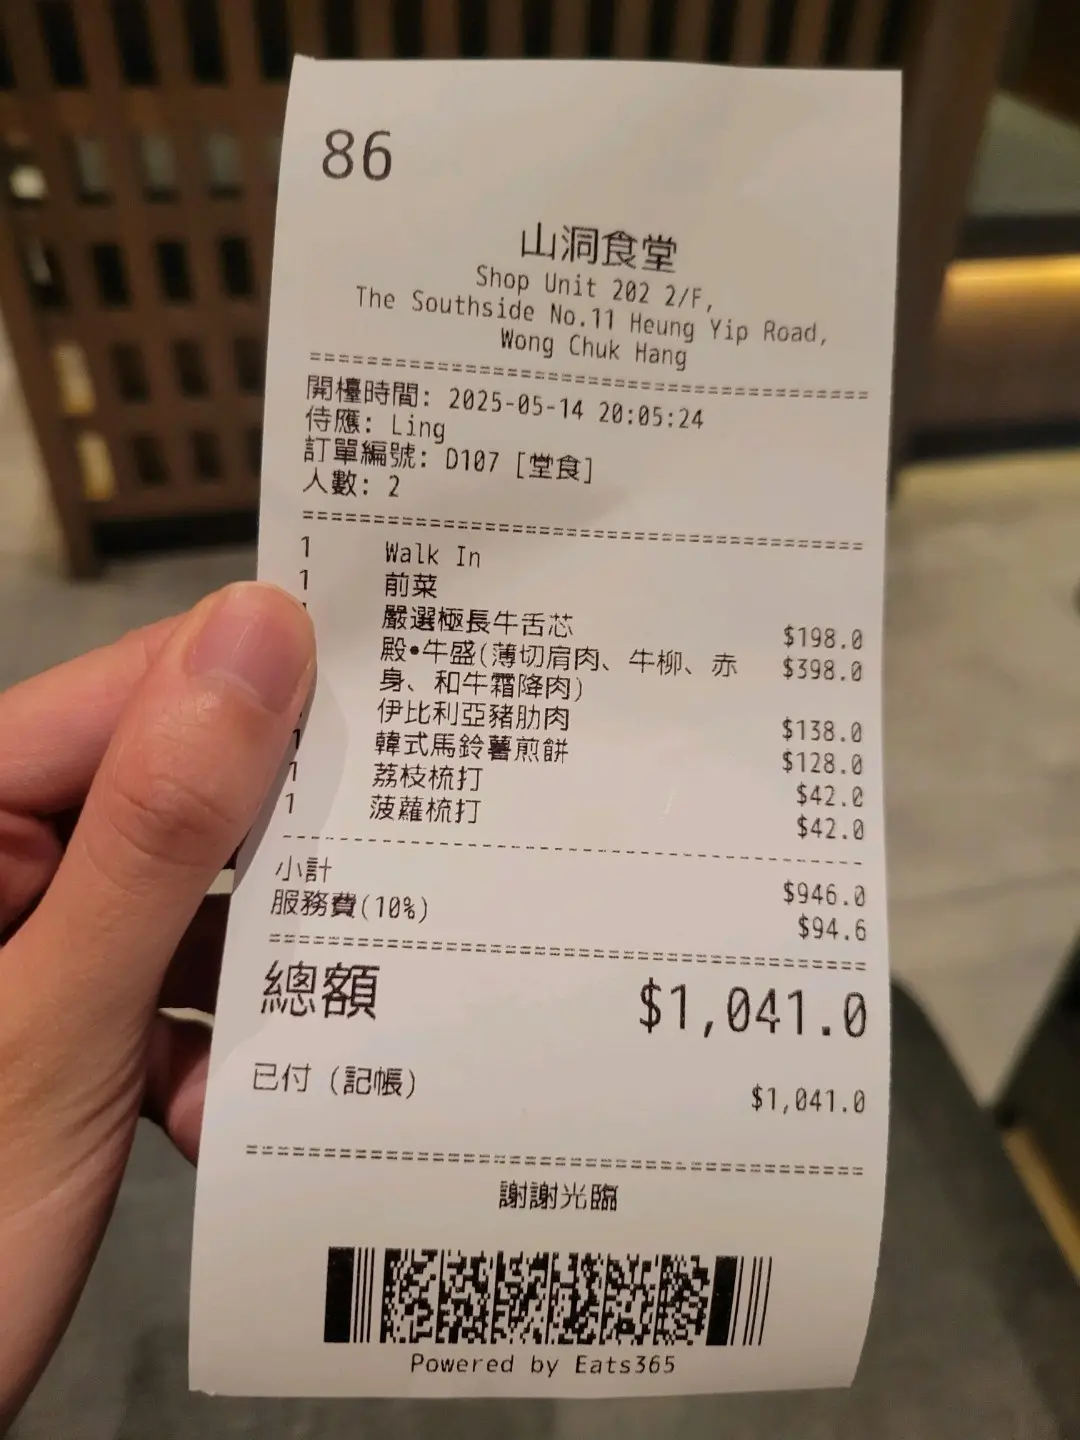 86
山洞食堂
Shop Unit 202 2/F,
The Southside No.11 Heung Yip Road,
Wong Chuk Hang
開檯時間: 2025-05-14 20:05:24
侍應: Ling
訂單編號: D107 [堂食]
人數: 2
1 Walk In
1 前菜
嚴選極長牛舌芯 $198.0
殿•牛盛(薄切肩肉、牛柳、赤 $398.0
身、和牛霜降肉)
伊比利亞豬肋肉 $138.0
1 韓式馬鈴薯煎餅 $128.0
1 荔枝梳打 $42.0
1 菠蘿梳打 $42.0
小計 $946.0
服務費(10%) $94.6
總額 $1,041.0
已付 (記帳) $1,041.0
謝謝光臨
Powered by Eats365